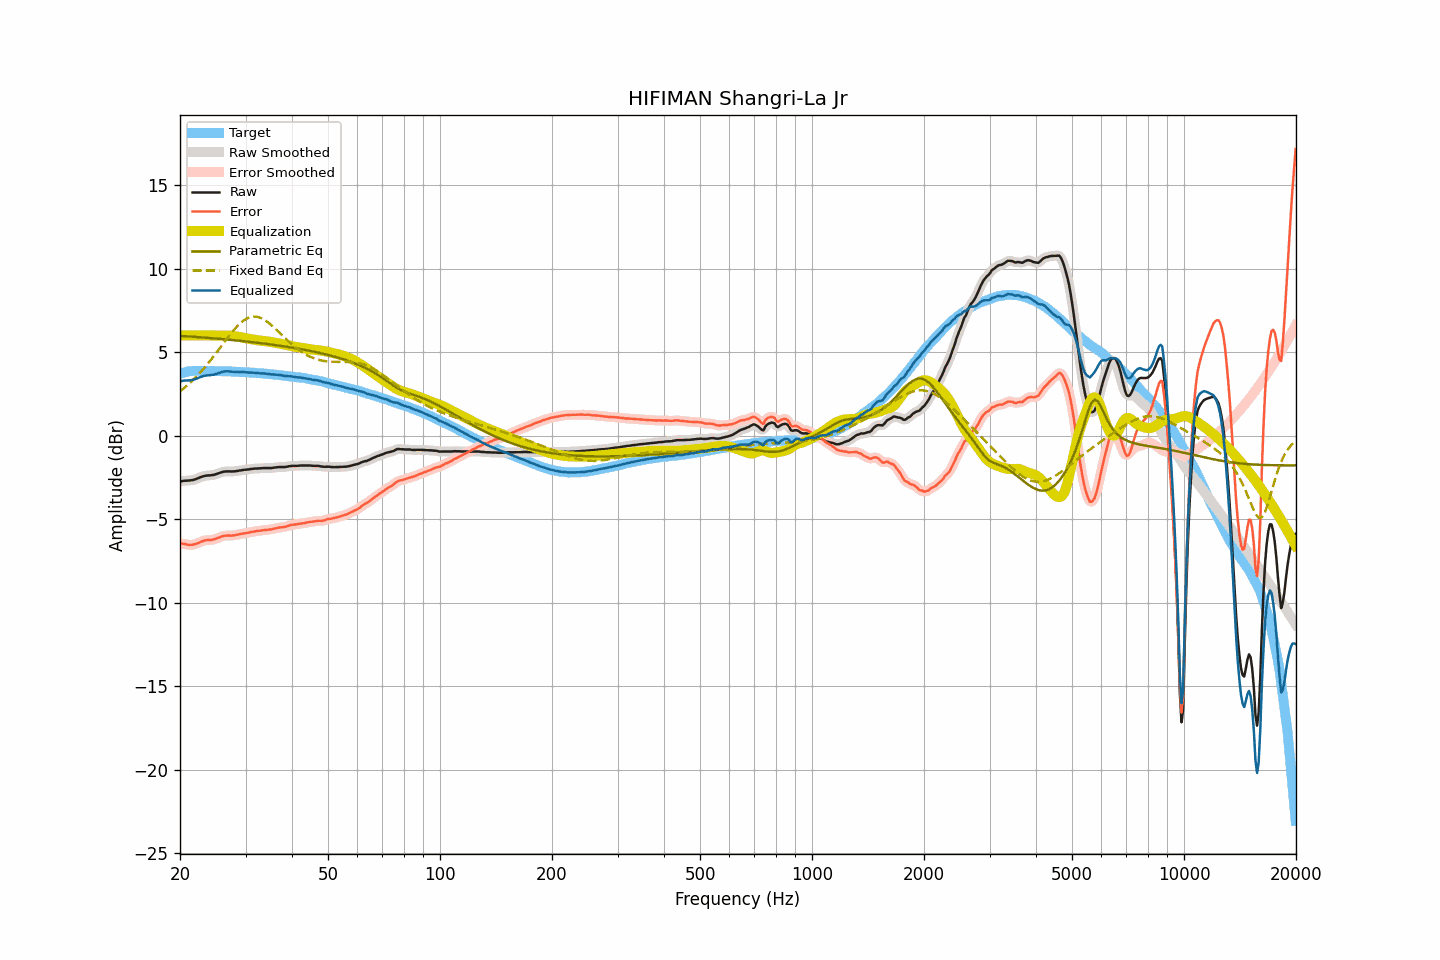 HIFIMAN Shangri-La Jr
Target
Raw Smoothed
Error Smoothed
Raw
Error
Equalization
Parametric Eq
Fixed Band Eq
Equalized
15
10
5
0
−5
−10
−15
−20
−25
Amplitude (dBr)
20 50 100 200 500 1000 2000 5000 10000 20000
Frequency (Hz)